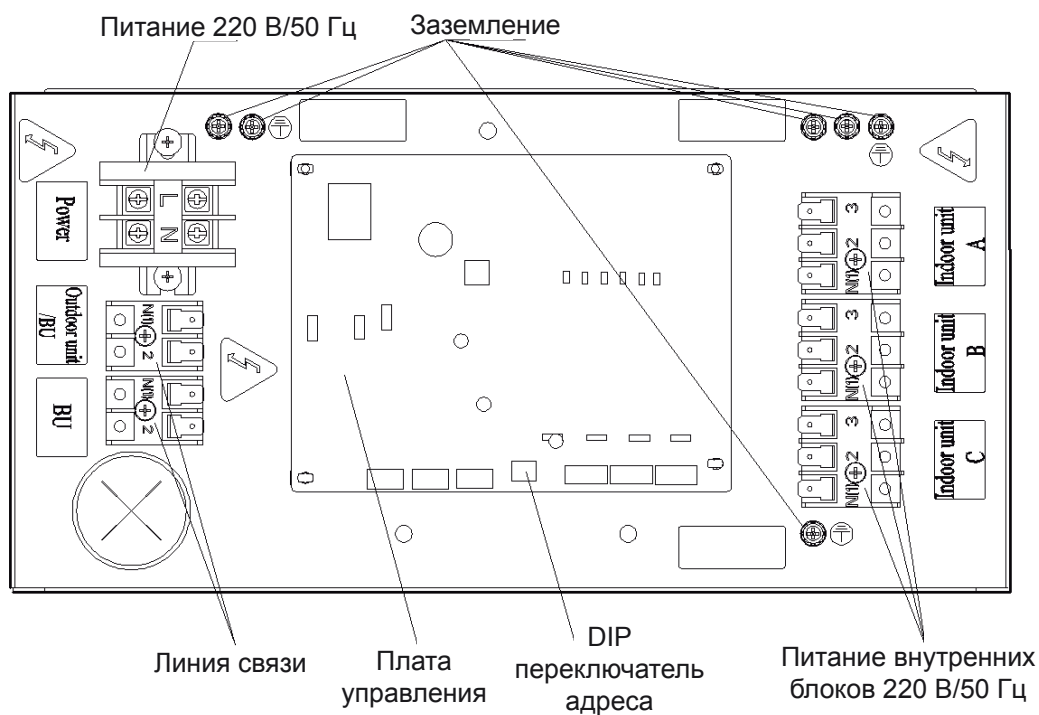 Питание 220 В/50 Гц
Заземление
Power
L
N
Outdoor unit
/BU
N(1)
2
BU
N(1)
2
3
2
N(1)
Indoor unit
A
3
2
N(1)
Indoor unit
B
3
2
N(1)
Indoor unit
C
Линия связи
Плата
управления
DIP
переключатель
адреса
Питание внутренних
блоков 220 В/50 Гц